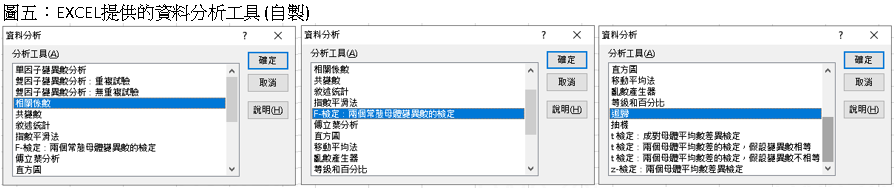 圖五：EXCEL提供的資料分析工具 (自製)
資料分析 ? ×
分析工具(A)
單因子變異數分析
雙因子變異數分析：重複試驗
雙因子變異數分析：無重複試驗
相關係數
共變數
敘述統計
指數平滑法
F-檢定：兩個常態母體變異數的檢定
傅立葉分析
直方圖
確定
取消
說明(H)
資料分析 ? ×
分析工具(A)
相關係數
共變數
敘述統計
指數平滑法
F-檢定：兩個常態母體變異數的檢定
傅立葉分析
直方圖
移動平均法
亂數產生器
等級和百分比
確定
取消
說明(H)
資料分析 ? ×
分析工具(A)
直方圖
移動平均法
亂數產生器
等級和百分比
迴歸
抽樣
t 檢定：成對母體平均數差異檢定
t 檢定：兩個母體平均數差的檢定，假設變異數相等
t 檢定：兩個母體平均數差的檢定，假設變異數不相等
z-檢定：兩個母體平均數差異檢定
確定
取消
說明(H)